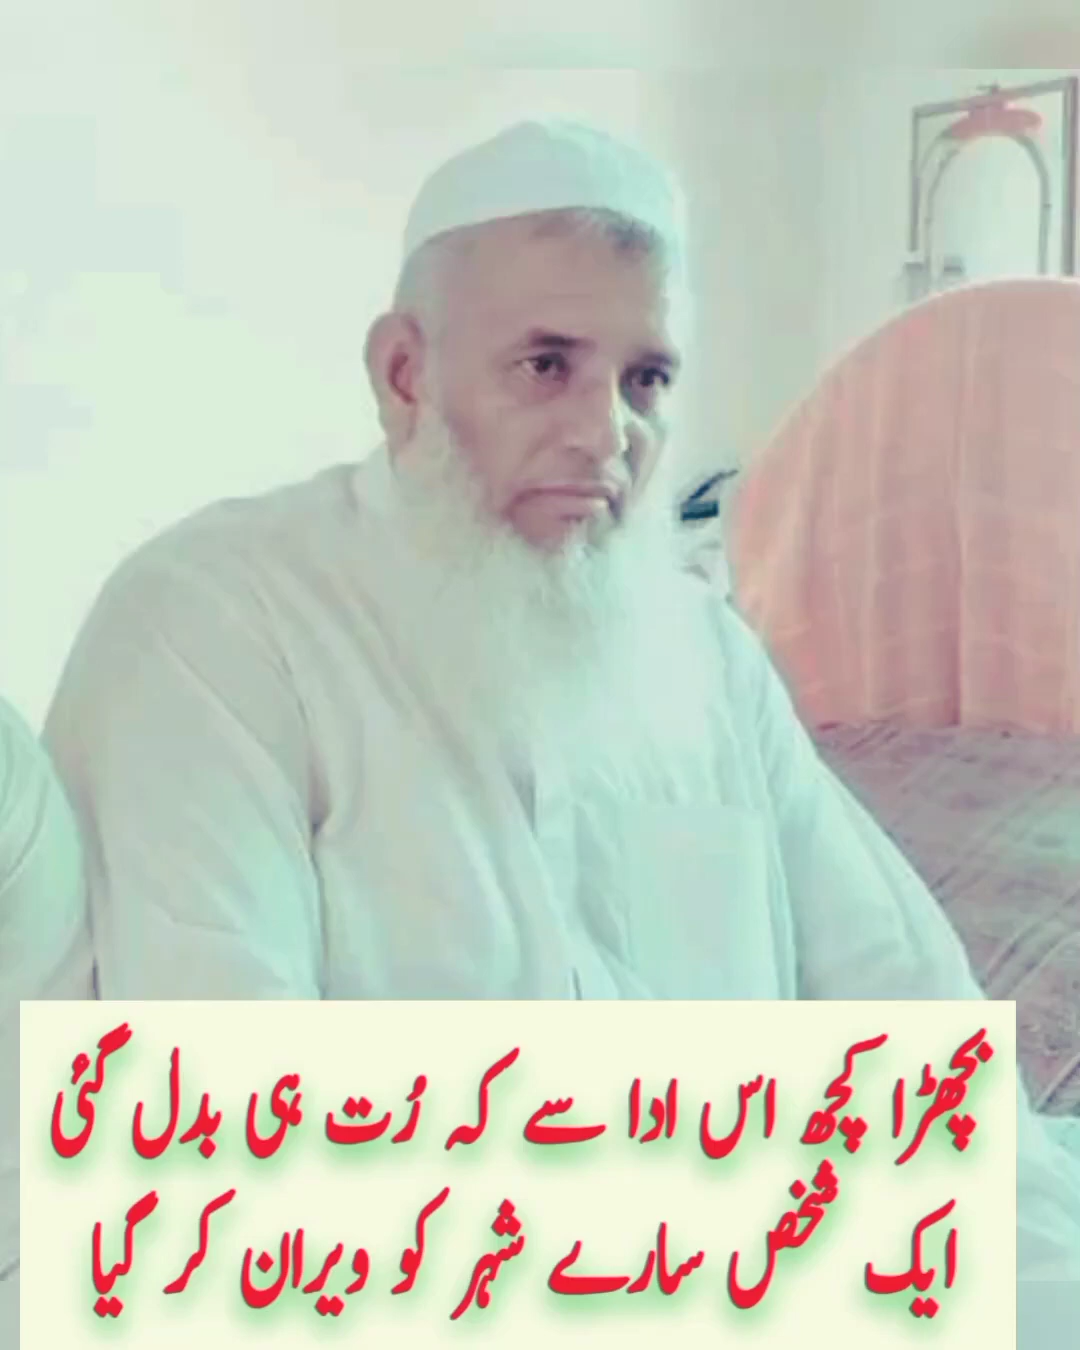 بچھڑا کچھ اس ادا سے کہ رُت ہی بدل گئی
ایک شخص سارے شہر کو ویران کر گیا